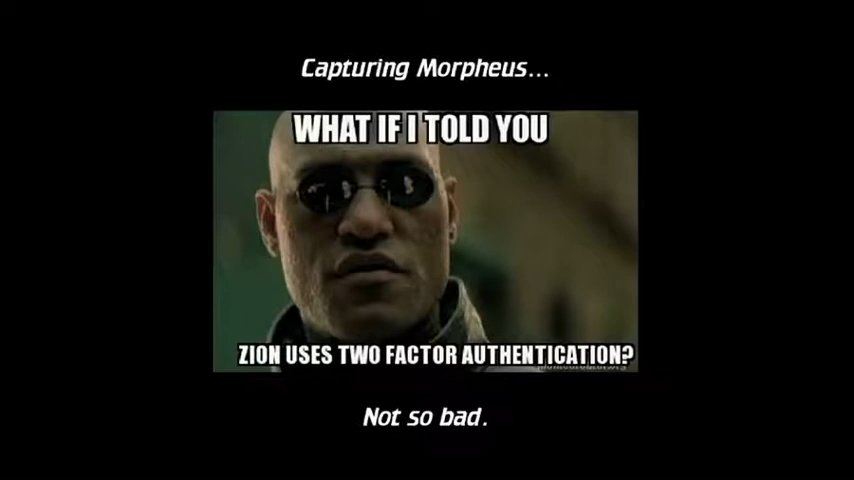 Capturing Morpheus...
WHAT IF I TOLD YOU
ZION USES TWO FACTOR AUTHENTICATION?
Not so bad.